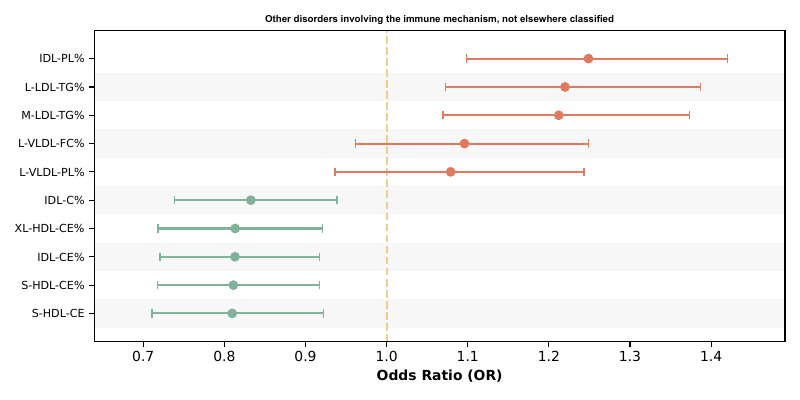 Other disorders involving the immune mechanism, not elsewhere classified
IDL-PL%
L-LDL-TG%
M-LDL-TG%
L-VLDL-FC%
L-VLDL-PL%
IDL-C%
XL-HDL-CE%
IDL-CE%
S-HDL-CE%
S-HDL-CE
0.7 0.8 0.9 1.0 1.1 1.2 1.3 1.4
Odds Ratio (OR)